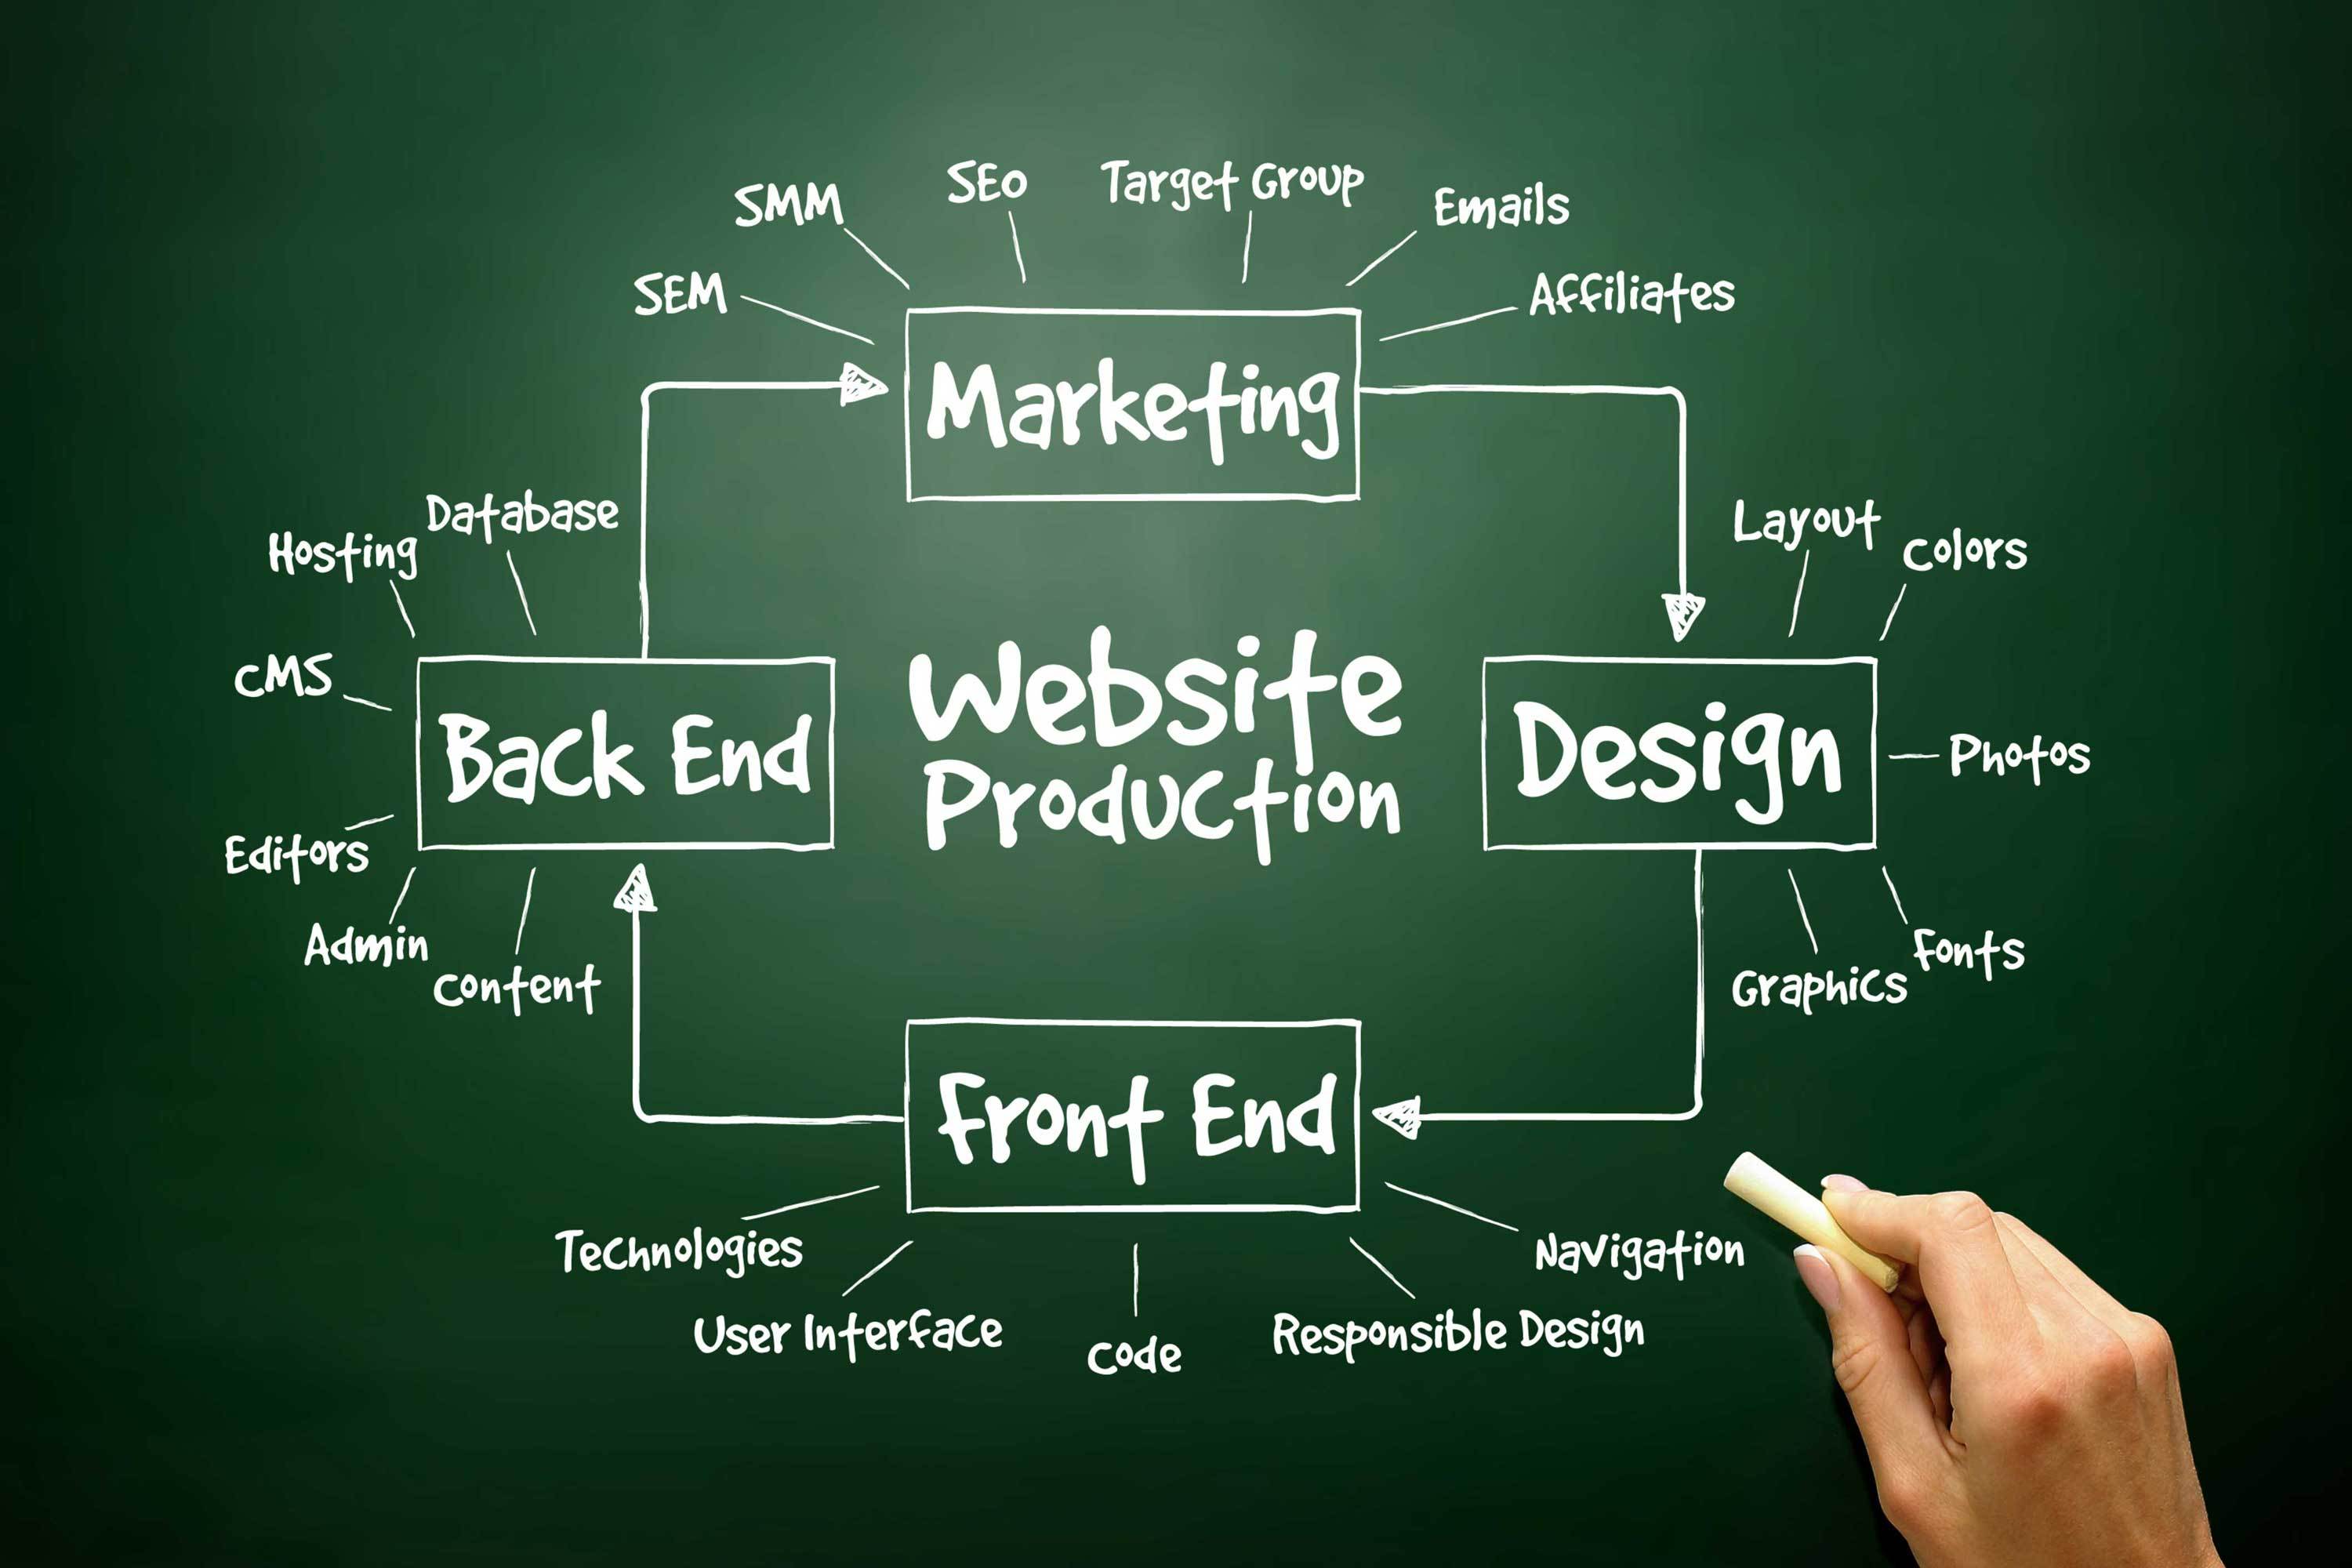 SMM
SEO
Target Group
Emails
SEM
Affiliates
Marketing
Hosting
Database
Layout
Colors
CMS
Back End
Editors
Admin
Content
Website
Production
Design
Photos
Fonts
Graphics
Front End
Technologies
User Interface
Code
Responsible Design
Navigation